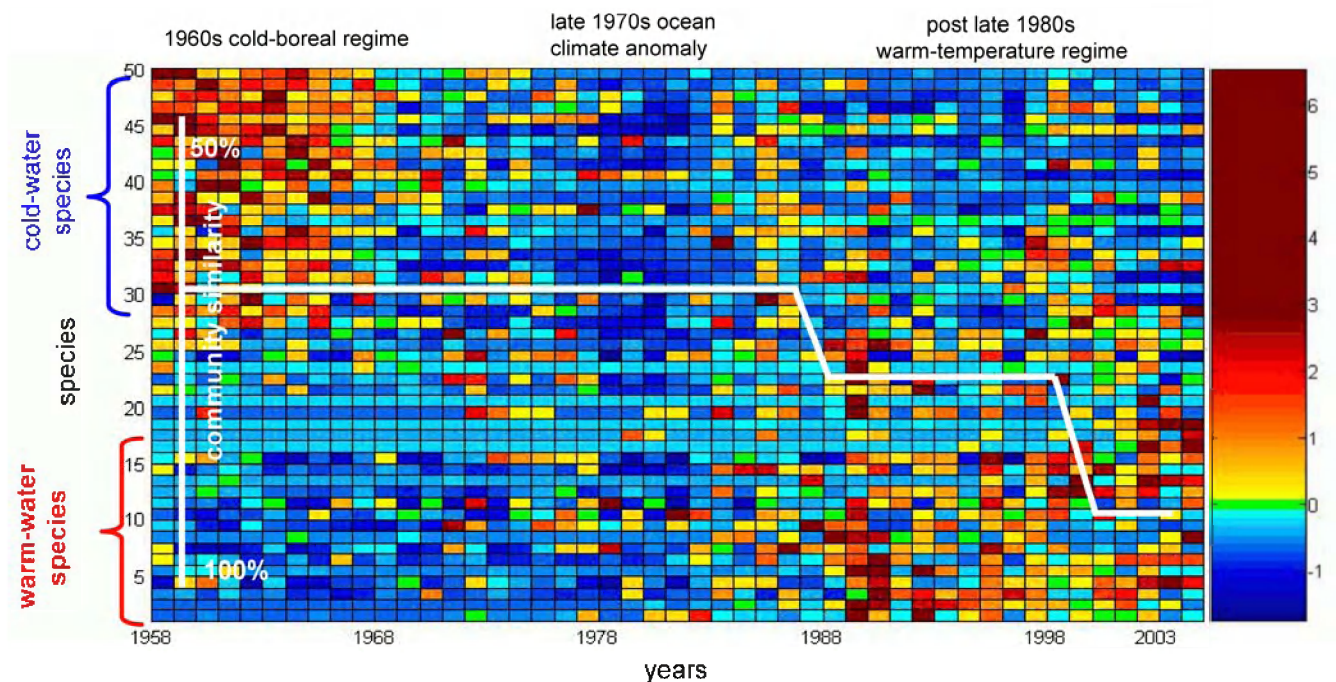 1960s cold-boreal regime
late 1970s ocean
climate anomaly
post late 1980s
warm-temperature regime
50
45
40
35
30
25
20
15
10
5
cold-water
species
species
warm-water
species
50%
community similarity
100%
6
5
4
3
2
1
0
-1
1958
1968
1978
1988
1998
2003
years